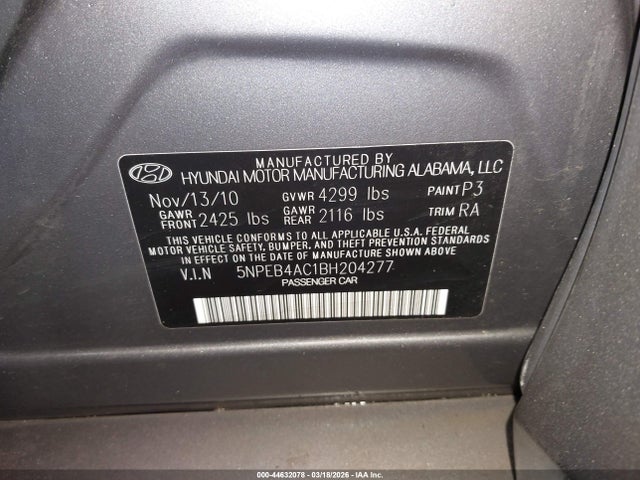 MANUFACTURED BY
HYUNDAI MOTOR MANUFACTURING ALABAMA, LLC
Nov/13/10 GVWR 4299 lbs PAINT P3
GAWR FRONT 2425 lbs GAWR REAR 2116 lbs TRIM RA
THIS VEHICLE CONFORMS TO ALL APPLICABLE U.S.A. FEDERAL
MOTOR VEHICLE SAFETY, BUMPER, AND THEFT PREVENTION STANDARDS
IN EFFECT ON THE DATE OF MANUFACTURE SHOWN ABOVE
V.I.N 5NPEB4AC1BH204277
PASSENGER CAR
000-44632078 - 03/18/2026 - IAA Inc.